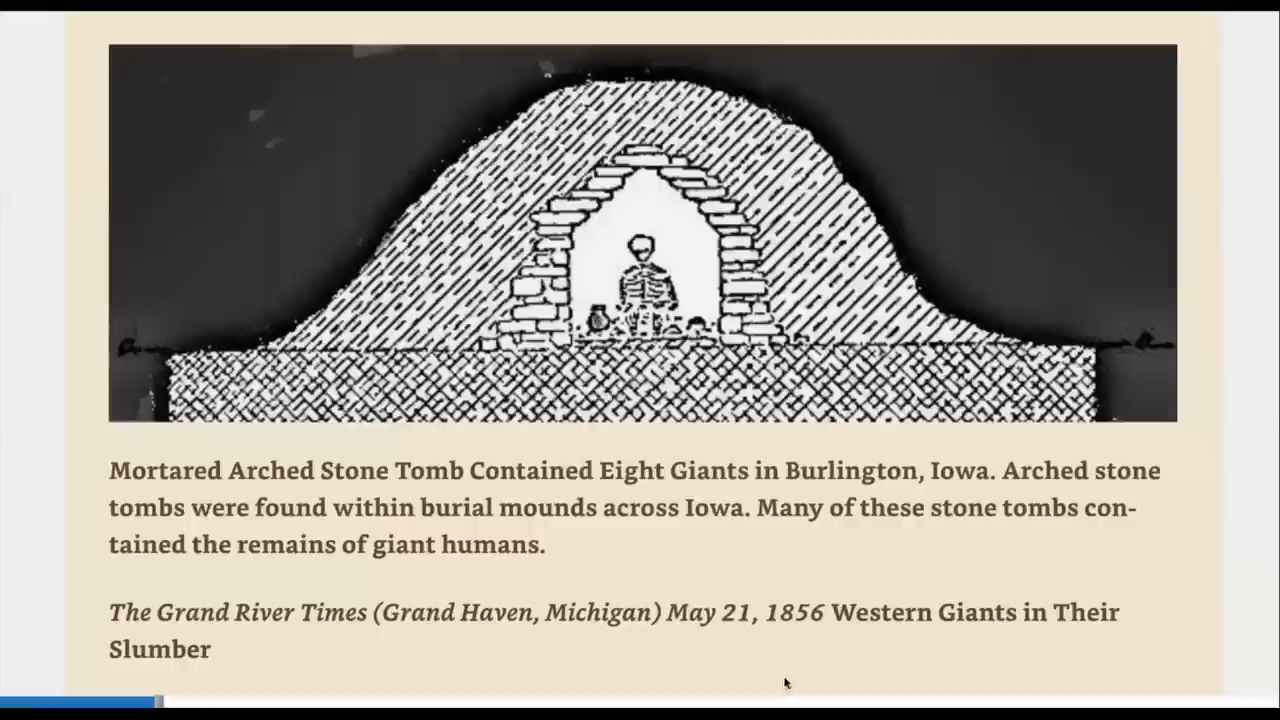 Mortared Arched Stone Tomb Contained Eight Giants in Burlington, Iowa. Arched stone
tombs were found within burial mounds across Iowa. Many of these stone tombs con-
tained the remains of giant humans.
The Grand River Times (Grand Haven, Michigan) May 21, 1856 Western Giants in Their
Slumber